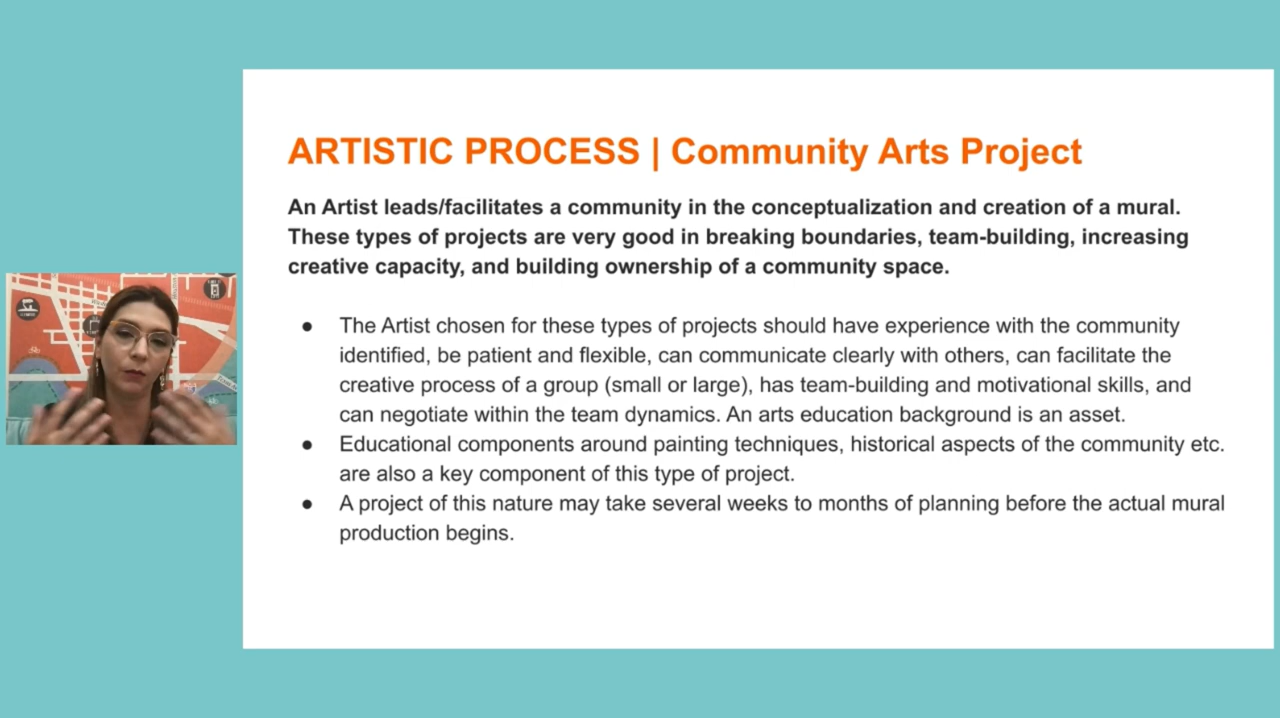 ARTISTIC PROCESS | Community Arts Project
An Artist leads/facilitates a community in the conceptualization and creation of a mural.
These types of projects are very good in breaking boundaries, team-building, increasing
creative capacity, and building ownership of a community space.
● The Artist chosen for these types of projects should have experience with the community
identified, be patient and flexible, can communicate clearly with others, can facilitate the
creative process of a group (small or large), has team-building and motivational skills, and
can negotiate within the team dynamics. An arts education background is an asset.
● Educational components around painting techniques, historical aspects of the community etc.
are also a key component of this type of project.
● A project of this nature may take several weeks to months of planning before the actual mural
production begins.